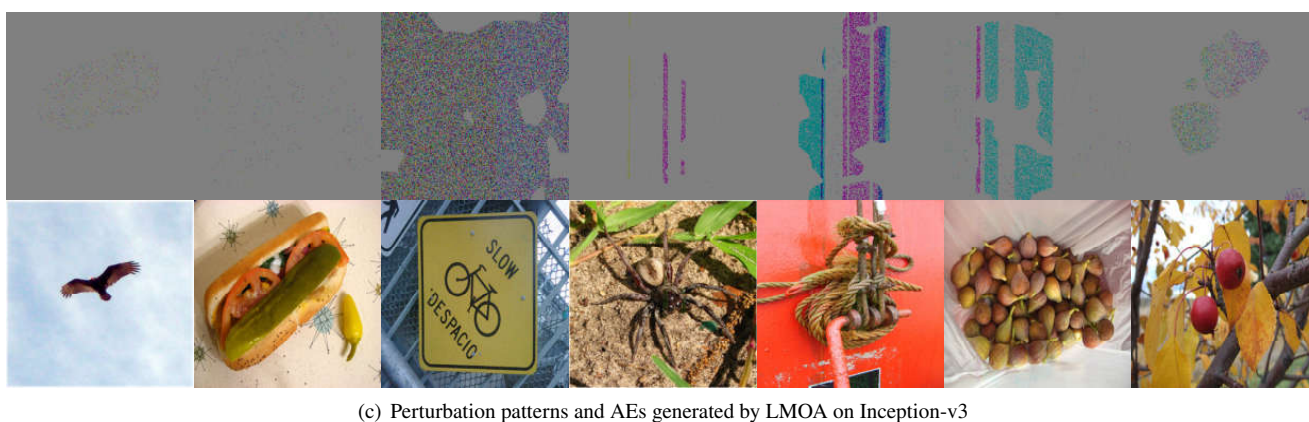 SLOW
DESPACIO
(c) Perturbation patterns and AEs generated by LMOA on Inception-v3